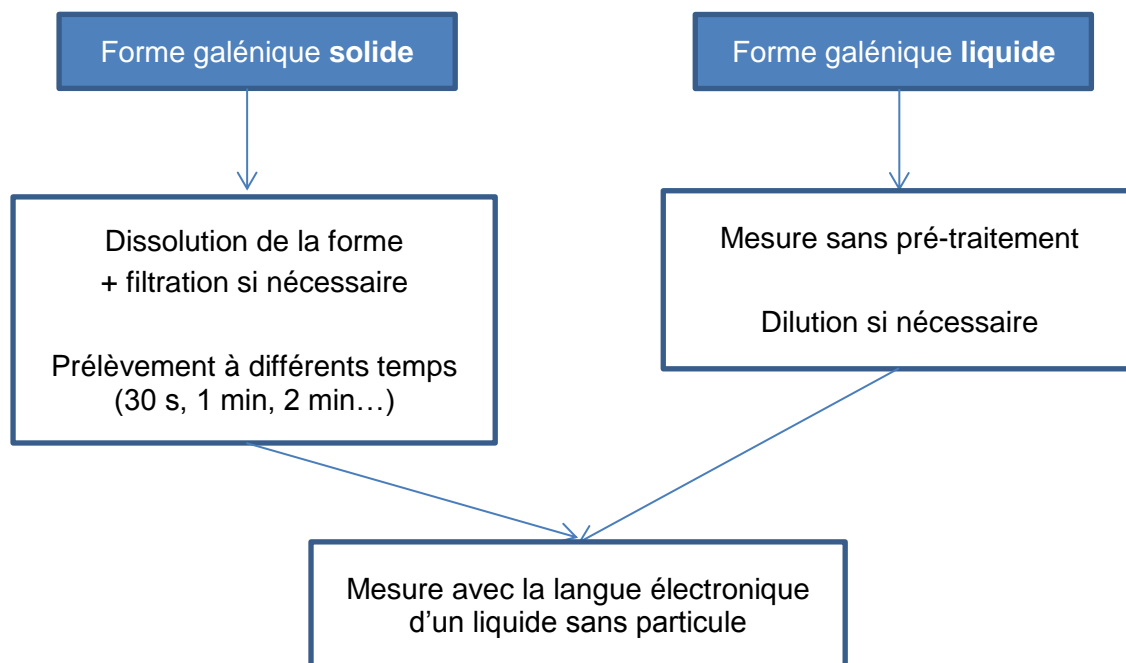 Forme galénique solide
Forme galénique liquide
Dissolution de la forme
+ filtration si nécessaire
Prélèvement à différents temps
(30 s, 1 min, 2 min…)
Mesure sans pré-traitement
Dilution si nécessaire
Mesure avec la langue électronique
d'un liquide sans particule